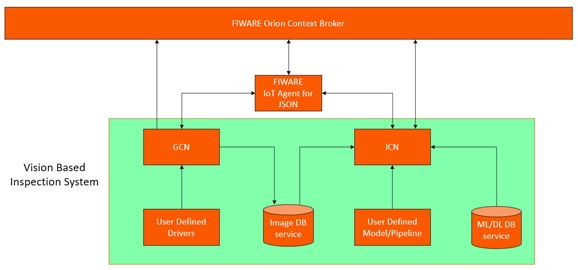 FIWARE Orion Context Broker
FIWARE
IoT Agent for
JSON
Vision Based
Inspection System
GCN
ICN
User Defined
Drivers
Image DB
service
User Defined
Model/Pipeline
ML/DL DB
service